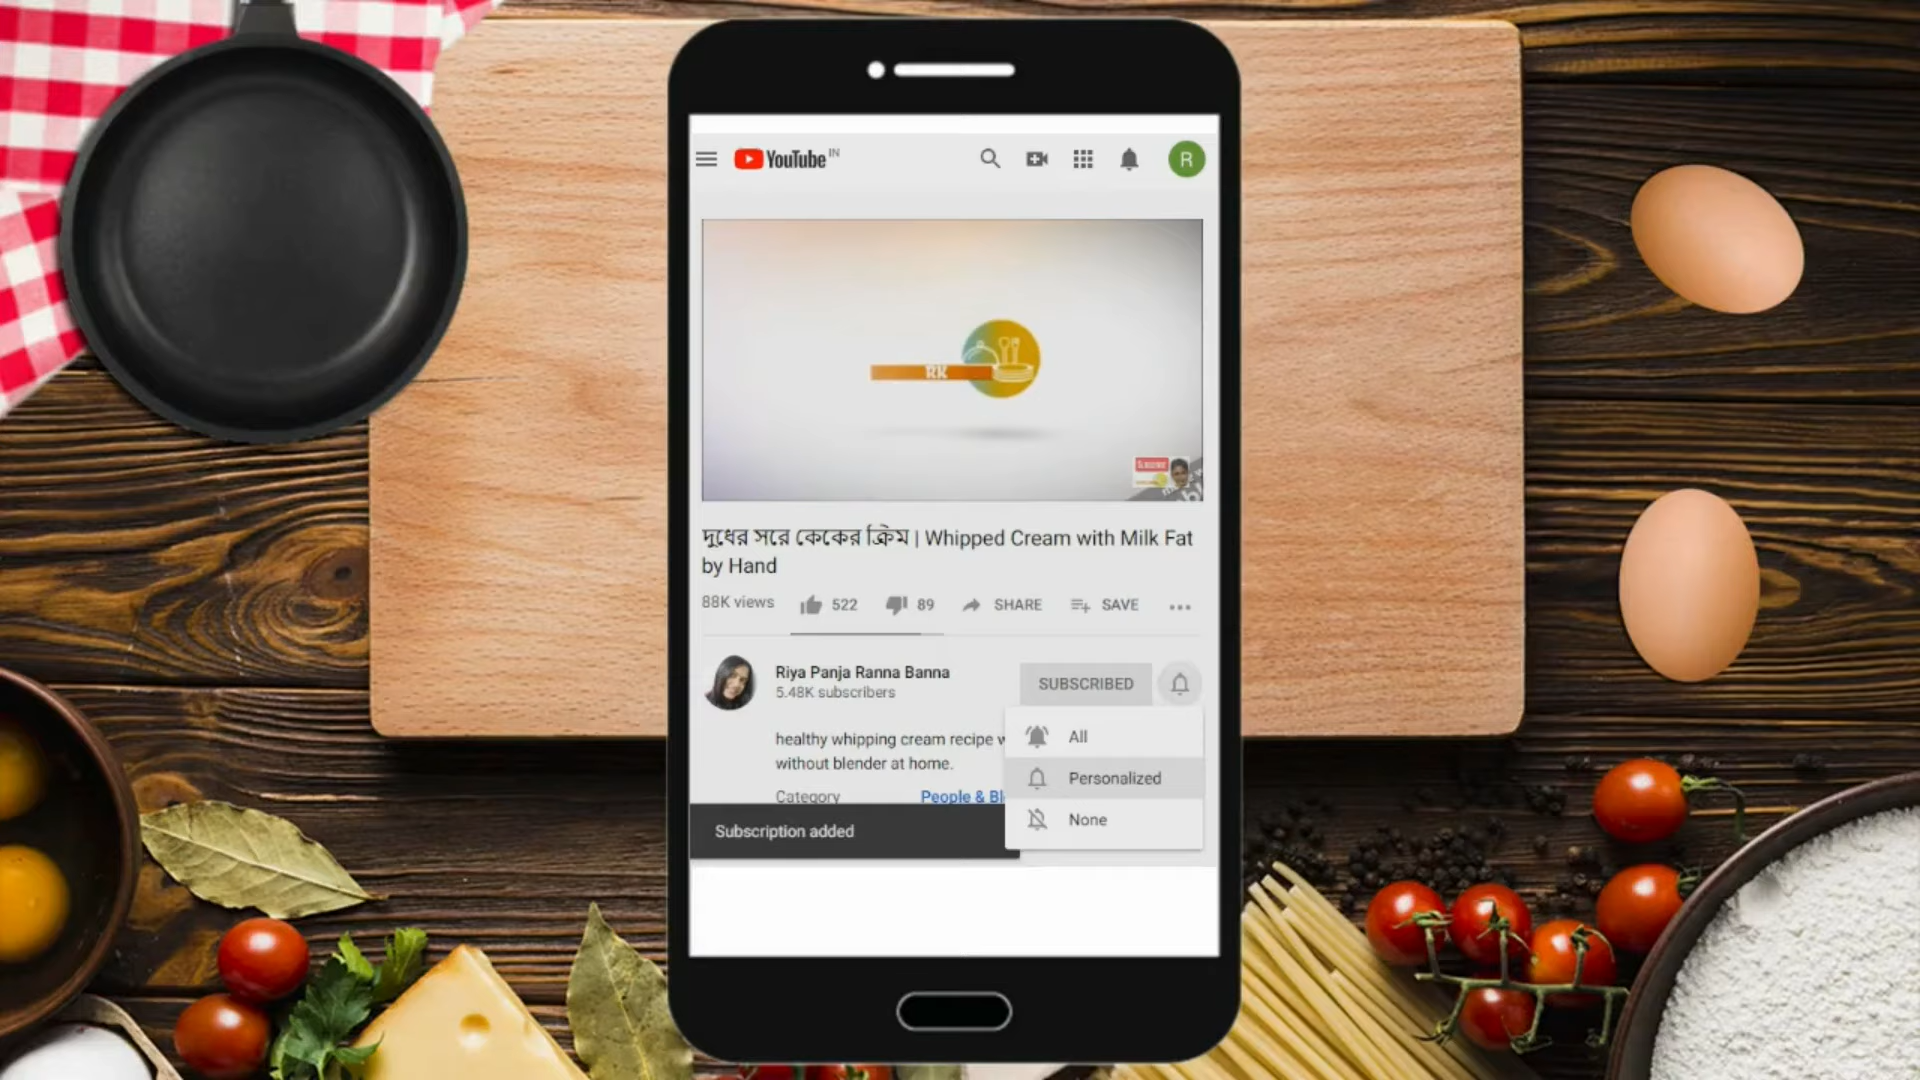 YouTube IN
R
RK
দুধের সরে কেকের ক্রিম | Whipped Cream with Milk Fat
by Hand
88K views 522 89 SHARE SAVE
Riya Panja Ranna Banna
5.48K subscribers
SUBSCRIBED
healthy whipping cream recipe
without blender at home.
Category People &
All
Personalized
None
Subscription added